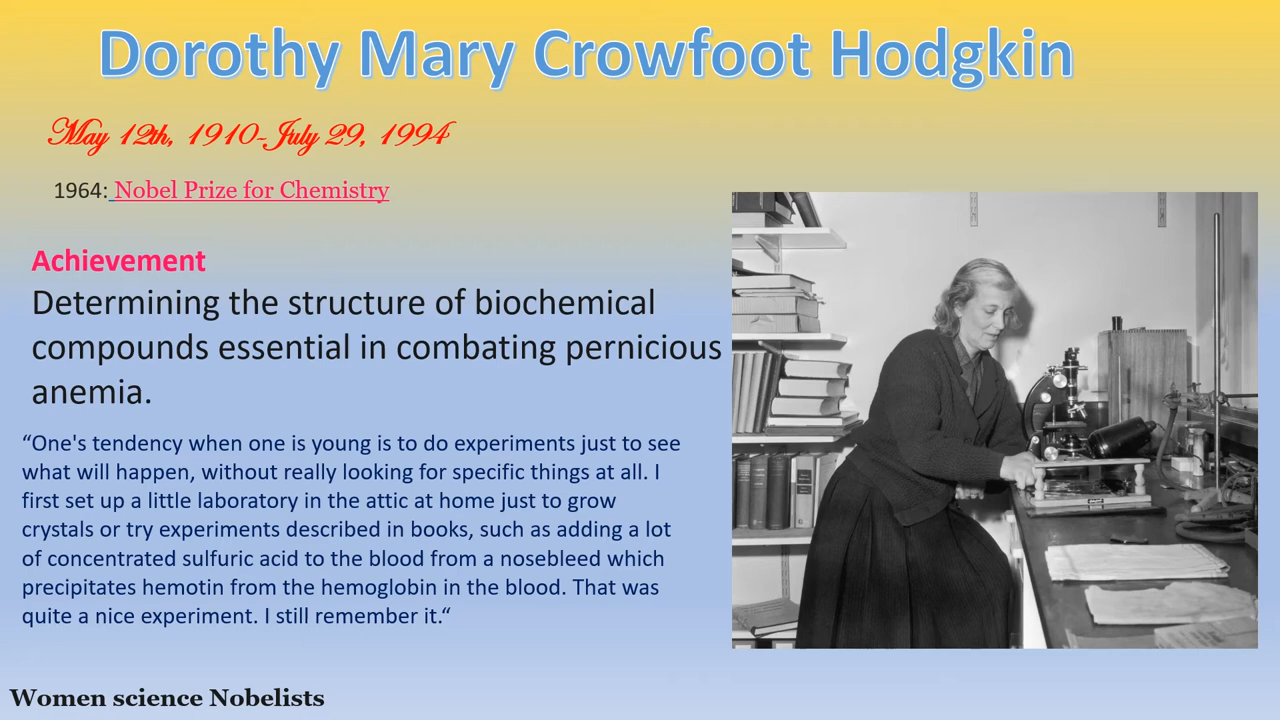 Dorothy Mary Crowfoot Hodgkin
May 12th, 1910-July 29, 1994
1964: Nobel Prize for Chemistry
Achievement
Determining the structure of biochemical
compounds essential in combating pernicious
anemia.
“One's tendency when one is young is to do experiments just to see
what will happen, without really looking for specific things at all. I
first set up a little laboratory in the attic at home just to grow
crystals or try experiments described in books, such as adding a lot
of concentrated sulfuric acid to the blood from a nosebleed which
precipitates hemotin from the hemoglobin in the blood. That was
quite a nice experiment. I still remember it.“
Women science Nobelists